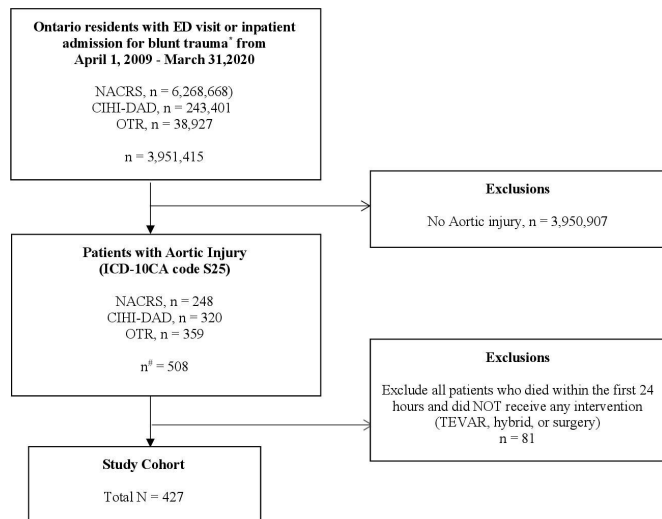 Ontario residents with ED visit or inpatient
admission for blunt trauma* from
April 1, 2009 - March 31,2020
NACRS, n = 6,268,668)
CIHI-DAD, n = 243,401
OTR, n = 38,927
n = 3,951,415
Exclusions
No Aortic injury, n = 3,950,907
Patients with Aortic Injury
(ICD-10CA code S25)
NACRS, n = 248
CIHI-DAD, n = 320
OTR, n = 359
n# = 508
Exclusions
Exclude all patients who died within the first 24
hours and did NOT receive any intervention
(TEVAR, hybrid, or surgery)
n = 81
Study Cohort
Total N = 427